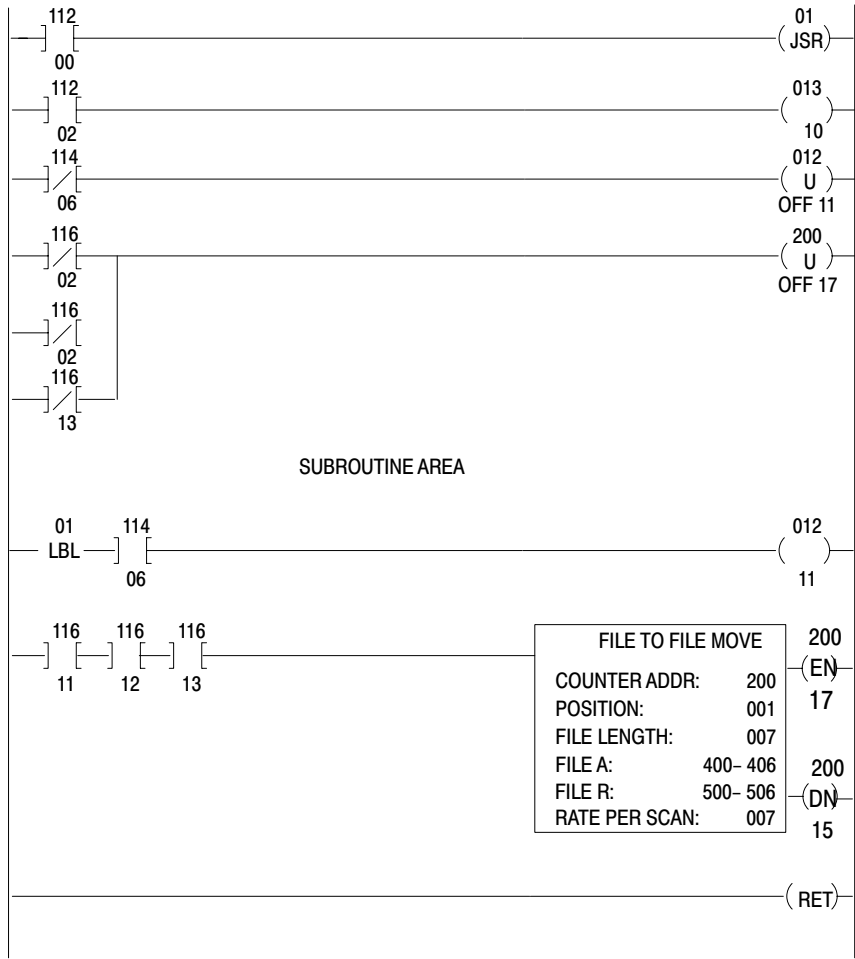 112 01
JSR
00
112 013
02 10
114 012
U
06 OFF 11
116 200
U
02 OFF 17
116
02
116
13
SUBROUTINE AREA
01 114 012
LBL
06 11
116 116 116 FILE TO FILE MOVE 200
EN
11 12 13 COUNTER ADDR: 200 17
POSITION: 001
FILE LENGTH: 007
FILE A: 400– 406 200
FILE R: 500– 506 DN
RATE PER SCAN: 007 15
RET